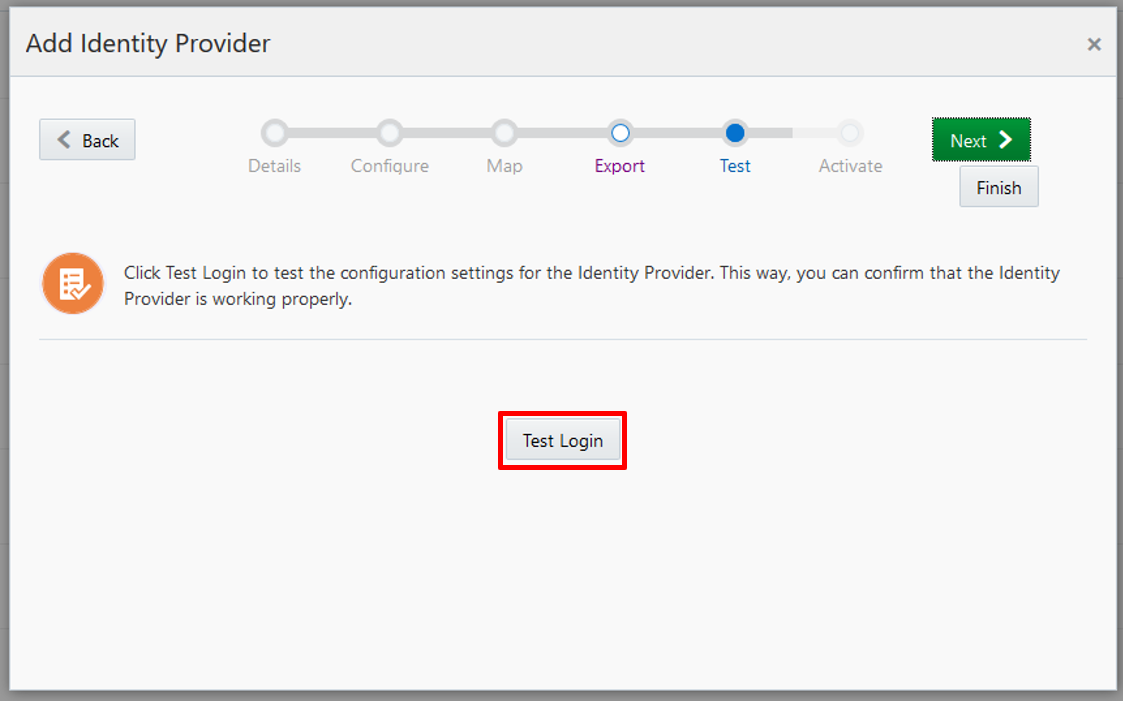 Add Identity Provider
×
Back
Details
Configure
Map
Export
Test
Activate
Next
Finish
Click Test Login to test the configuration settings for the Identity Provider. This way, you can confirm that the Identity
Provider is working properly.
Test Login